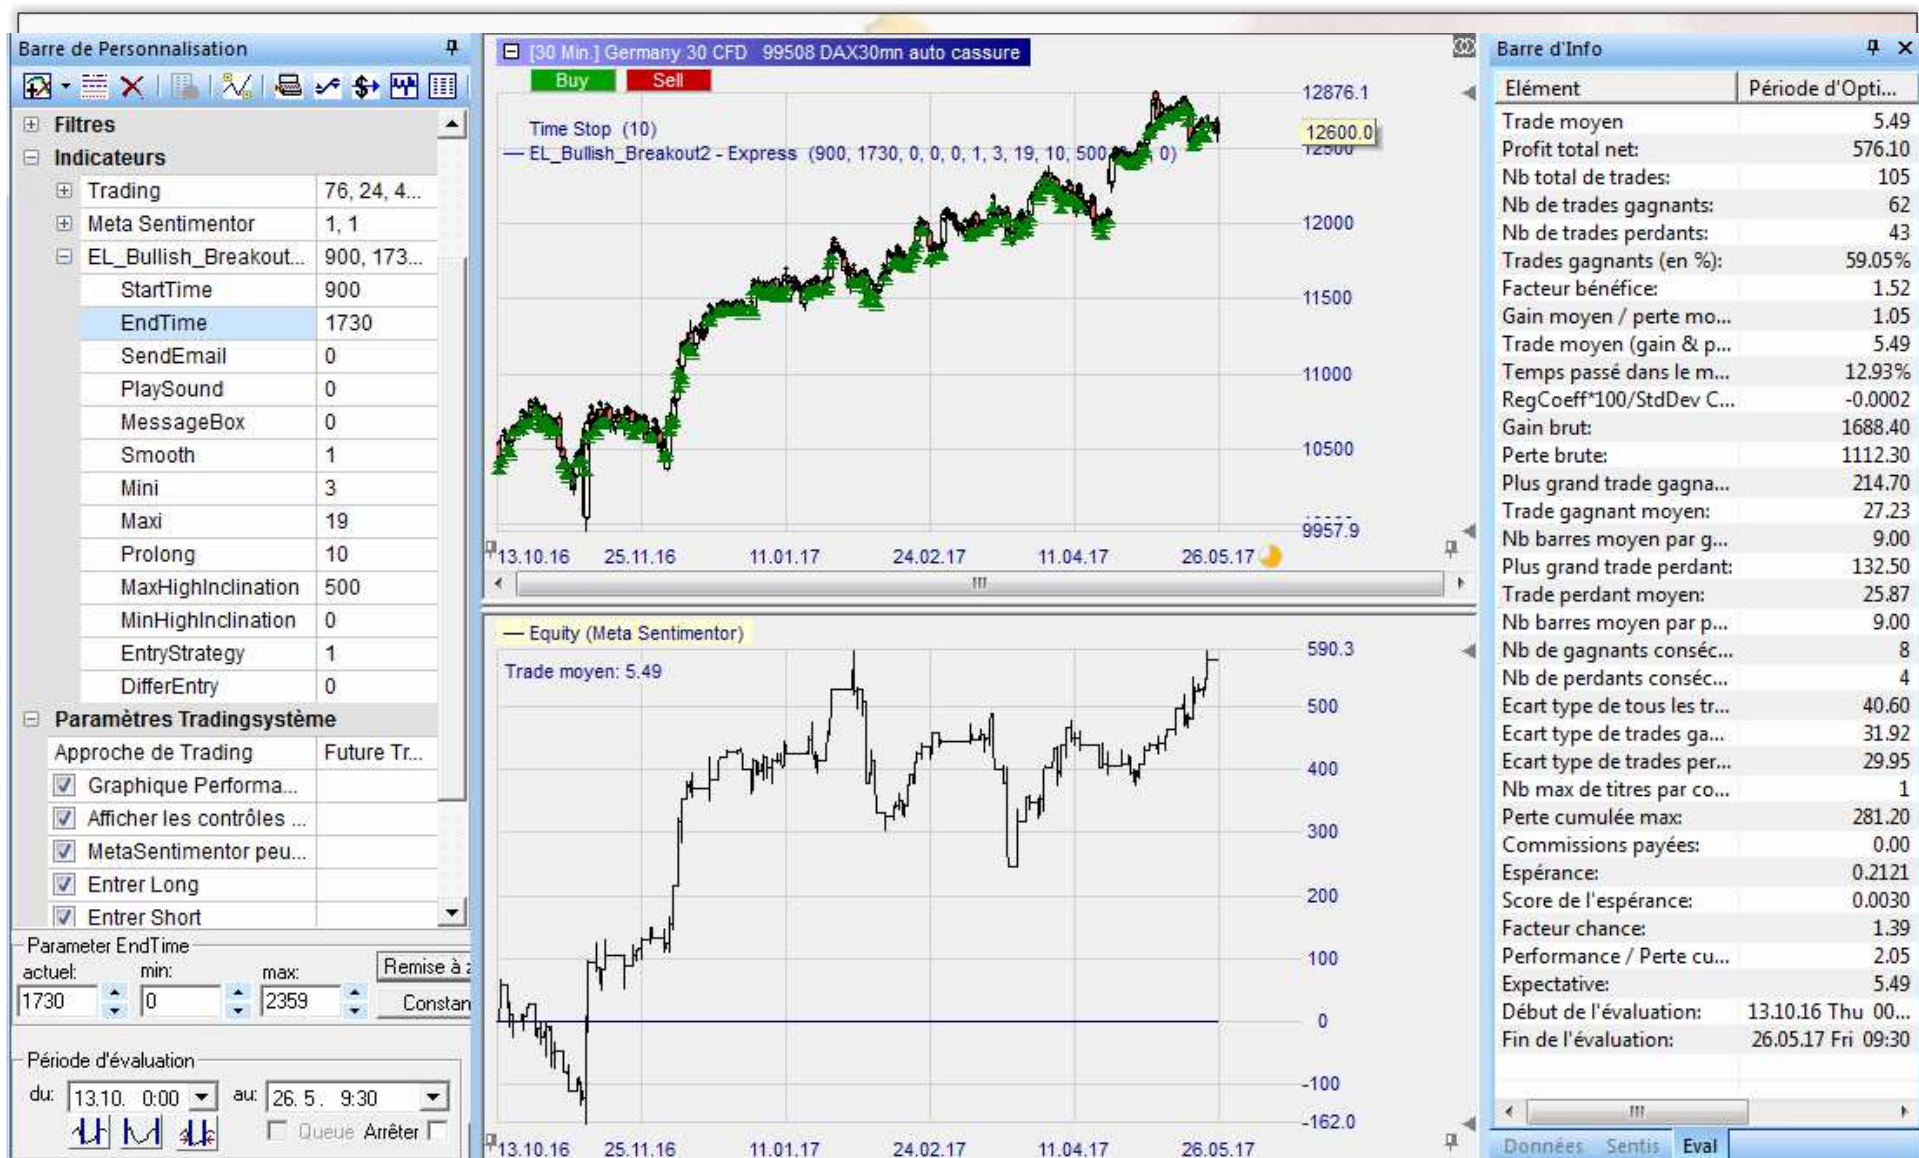 Barre de Personnalisation
Filtres
Indicateurs
Trading 76, 24, 4...
Meta Sentimentor 1, 1
EL_Bullish_Breakout... 900, 173...
StartTime 900
EndTime 1730
SendEmail 0
PlaySound 0
MessageBox 0
Smooth 1
Mini 3
Maxi 19
Prolong 10
MaxHighInclination 500
MinHighInclination 0
EntryStrategy 1
DifferEntry 0
Paramètres Tradingsystème
Approche de Trading Future Tr...
Graphique Performa...
Afficher les contrôles ...
MetaSentimentor peu...
Entrer Long
Entrer Short
Parameter EndTime
actuel: min: max: Remise à
1730 0 2359 Constan
Période d'évaluation
du: 13.10. 0:00 au: 26. 5. 9:30
Queue Arrêter
[30 Min.] Germany 30 CFD 99508 DAX30mn auto cassure
Buy Sell
Time Stop (10)
EL_Bullish_Breakout2 - Express (900, 1730, 0, 0, 0, 1, 3, 19, 10, 500, 0)
12876.1
12600.0
12500
12000
11500
11000
10500
9957.9
13.10.16 25.11.16 11.01.17 24.02.17 11.04.17 26.05.17
Equity (Meta Sentimentor)
Trade moyen: 5.49
590.3
500
400
300
200
100
0
-100
-162.0
13.10.16 25.11.16 11.01.17 24.02.17 11.04.17 26.05.17
Barre d'Info
Elément Période d'Opti...
Trade moyen 5.49
Profit total net: 576.10
Nb total de trades: 105
Nb de trades gagnants: 62
Nb de trades perdants: 43
Trades gagnants (en %): 59.05%
Facteur bénéfice: 1.52
Gain moyen / perte mo... 1.05
Trade moyen (gain & p... 5.49
Temps passé dans le m... 12.93%
RegCoeff*100/StdDev C... -0.0002
Gain brut: 1688.40
Perte brute: 1112.30
Plus grand trade gagna... 214.70
Trade gagnant moyen: 27.23
Nb barres moyen par g... 9.00
Plus grand trade perdant: 132.50
Trade perdant moyen: 25.87
Nb barres moyen par p... 9.00
Nb de gagnants conséc... 8
Nb de perdants conséc... 4
Ecart type de tous les tr... 40.60
Ecart type de trades ga... 31.92
Ecart type de trades per... 29.95
Nb max de titres par co... 1
Perte cumulée max: 281.20
Commissions payées: 0.00
Espérance: 0.2121
Score de l'espérance: 0.0030
Facteur chance: 1.39
Performance / Perte cu... 2.05
Expectative: 5.49
Début de l'évaluation: 13.10.16 Thu 00...
Fin de l'évaluation: 26.05.17 Fri 09:30
Données Sentis Eval